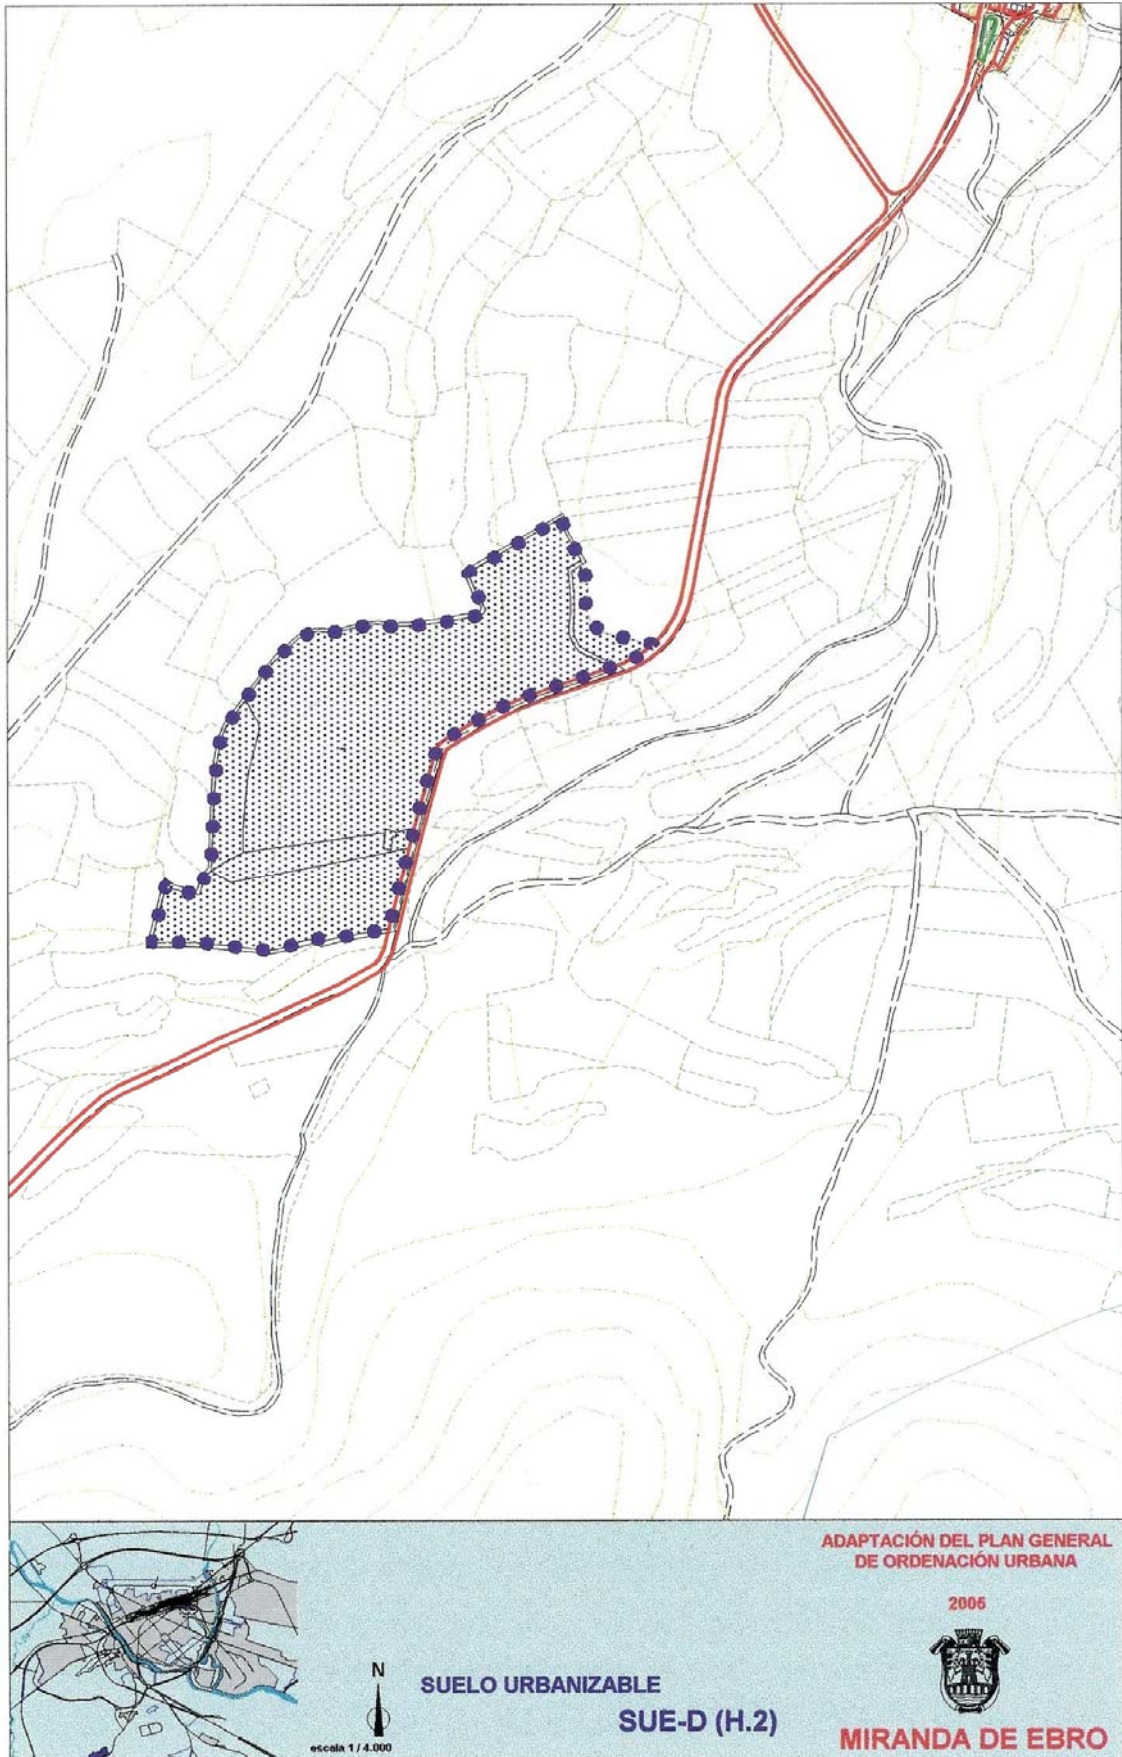 ADAPTACIÓN DEL PLAN GENERAL
DE ORDENACIÓN URBANA
2006
N
escala 1 / 4.000
SUELO URBANIZABLE
SUE-D (H.2)
MIRANDA DE EBRO